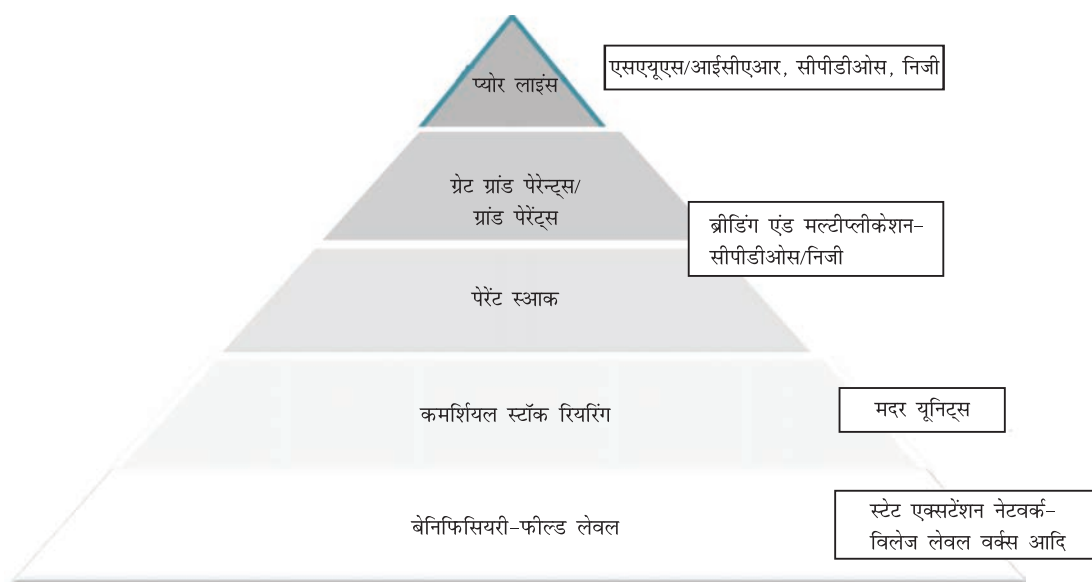 प्योर लाइंस
एसएयूएस/आईसीएआर, सीपीडीओस, निजी
ग्रेट ग्रांड पेरेन्ट्स/
ग्रांड पेरेंट्स
ब्रीडिंग एंड मल्टीप्लीकेशन-
सीपीडीओस/निजी
पेरेंट स्आक
कमर्शियल स्टॉक रियरिंग
मदर यूनिट्स
बेनिफिसियरी-फील्ड लेवल
स्टेट एक्सटेंशन नेटवर्क-
विलेज लेवल वर्क्स आदि